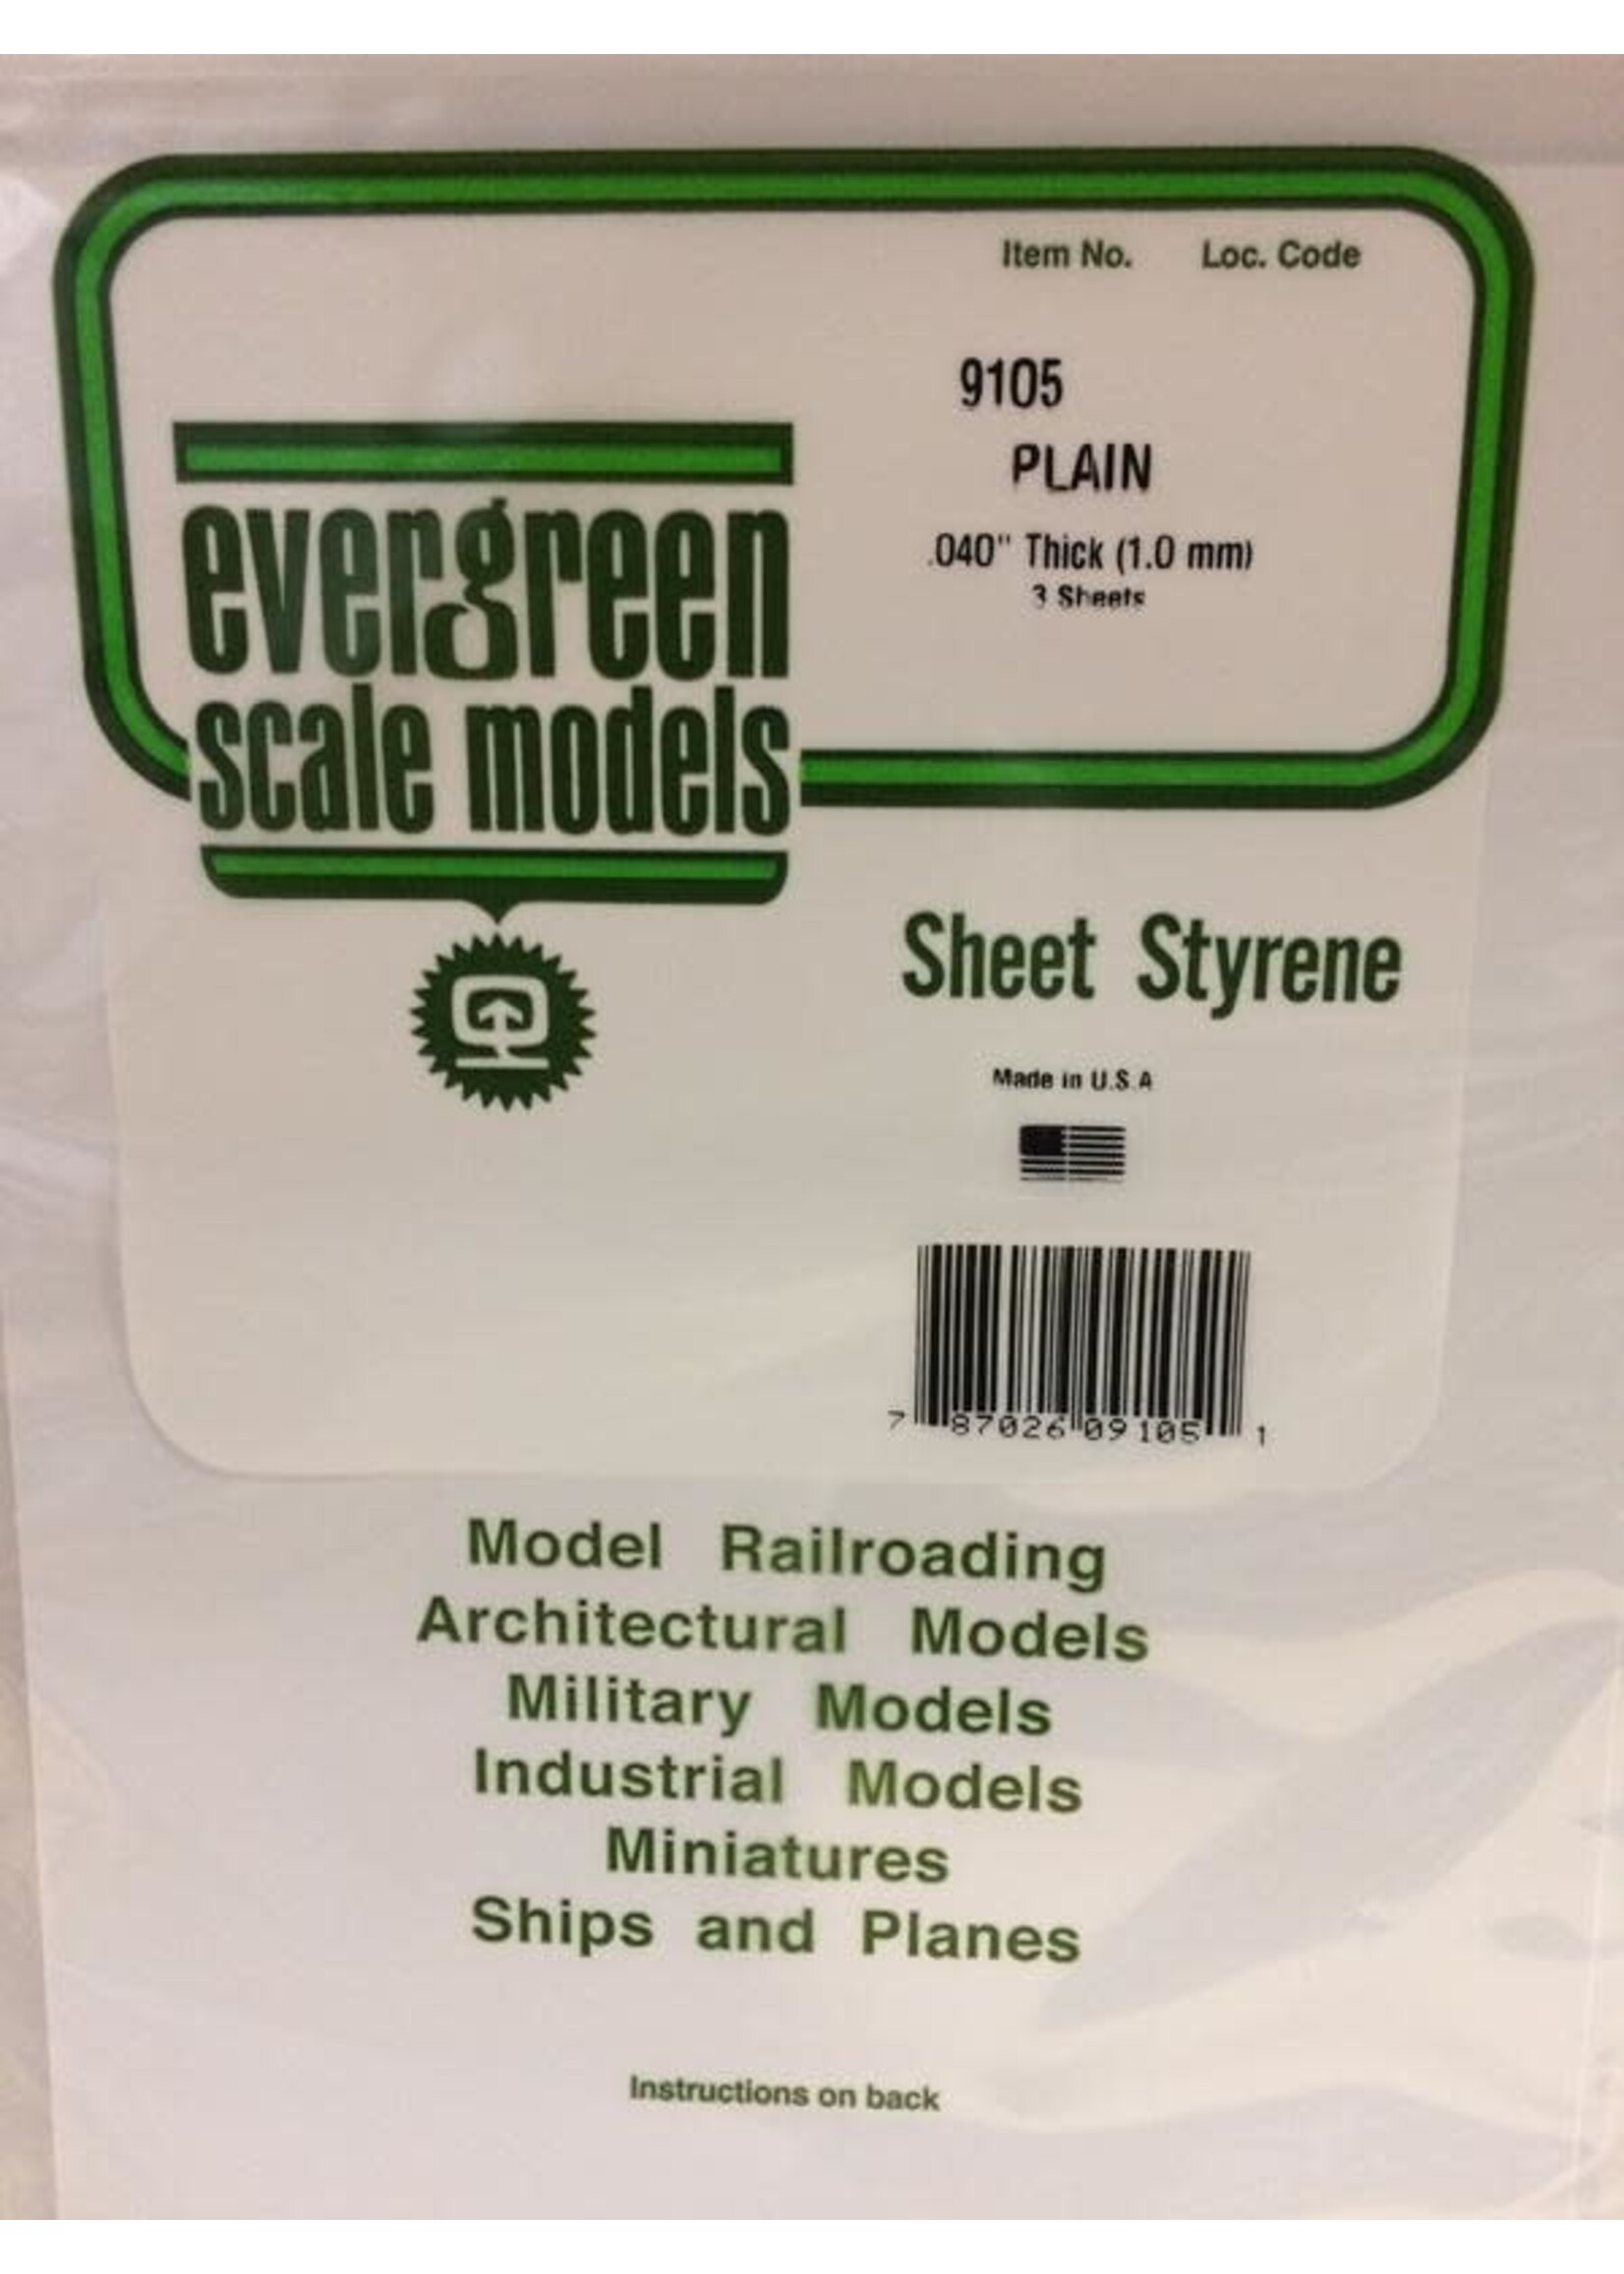 Item No. Loc. Code
9105
PLAIN
.040" Thick (1.0 mm)
3 Sheets
evergreen
scale models
Sheet Styrene
Made in U.S.A
7 87026 09105 1
Model Railroading
Architectural Models
Military Models
Industrial Models
Miniatures
Ships and Planes
Instructions on back